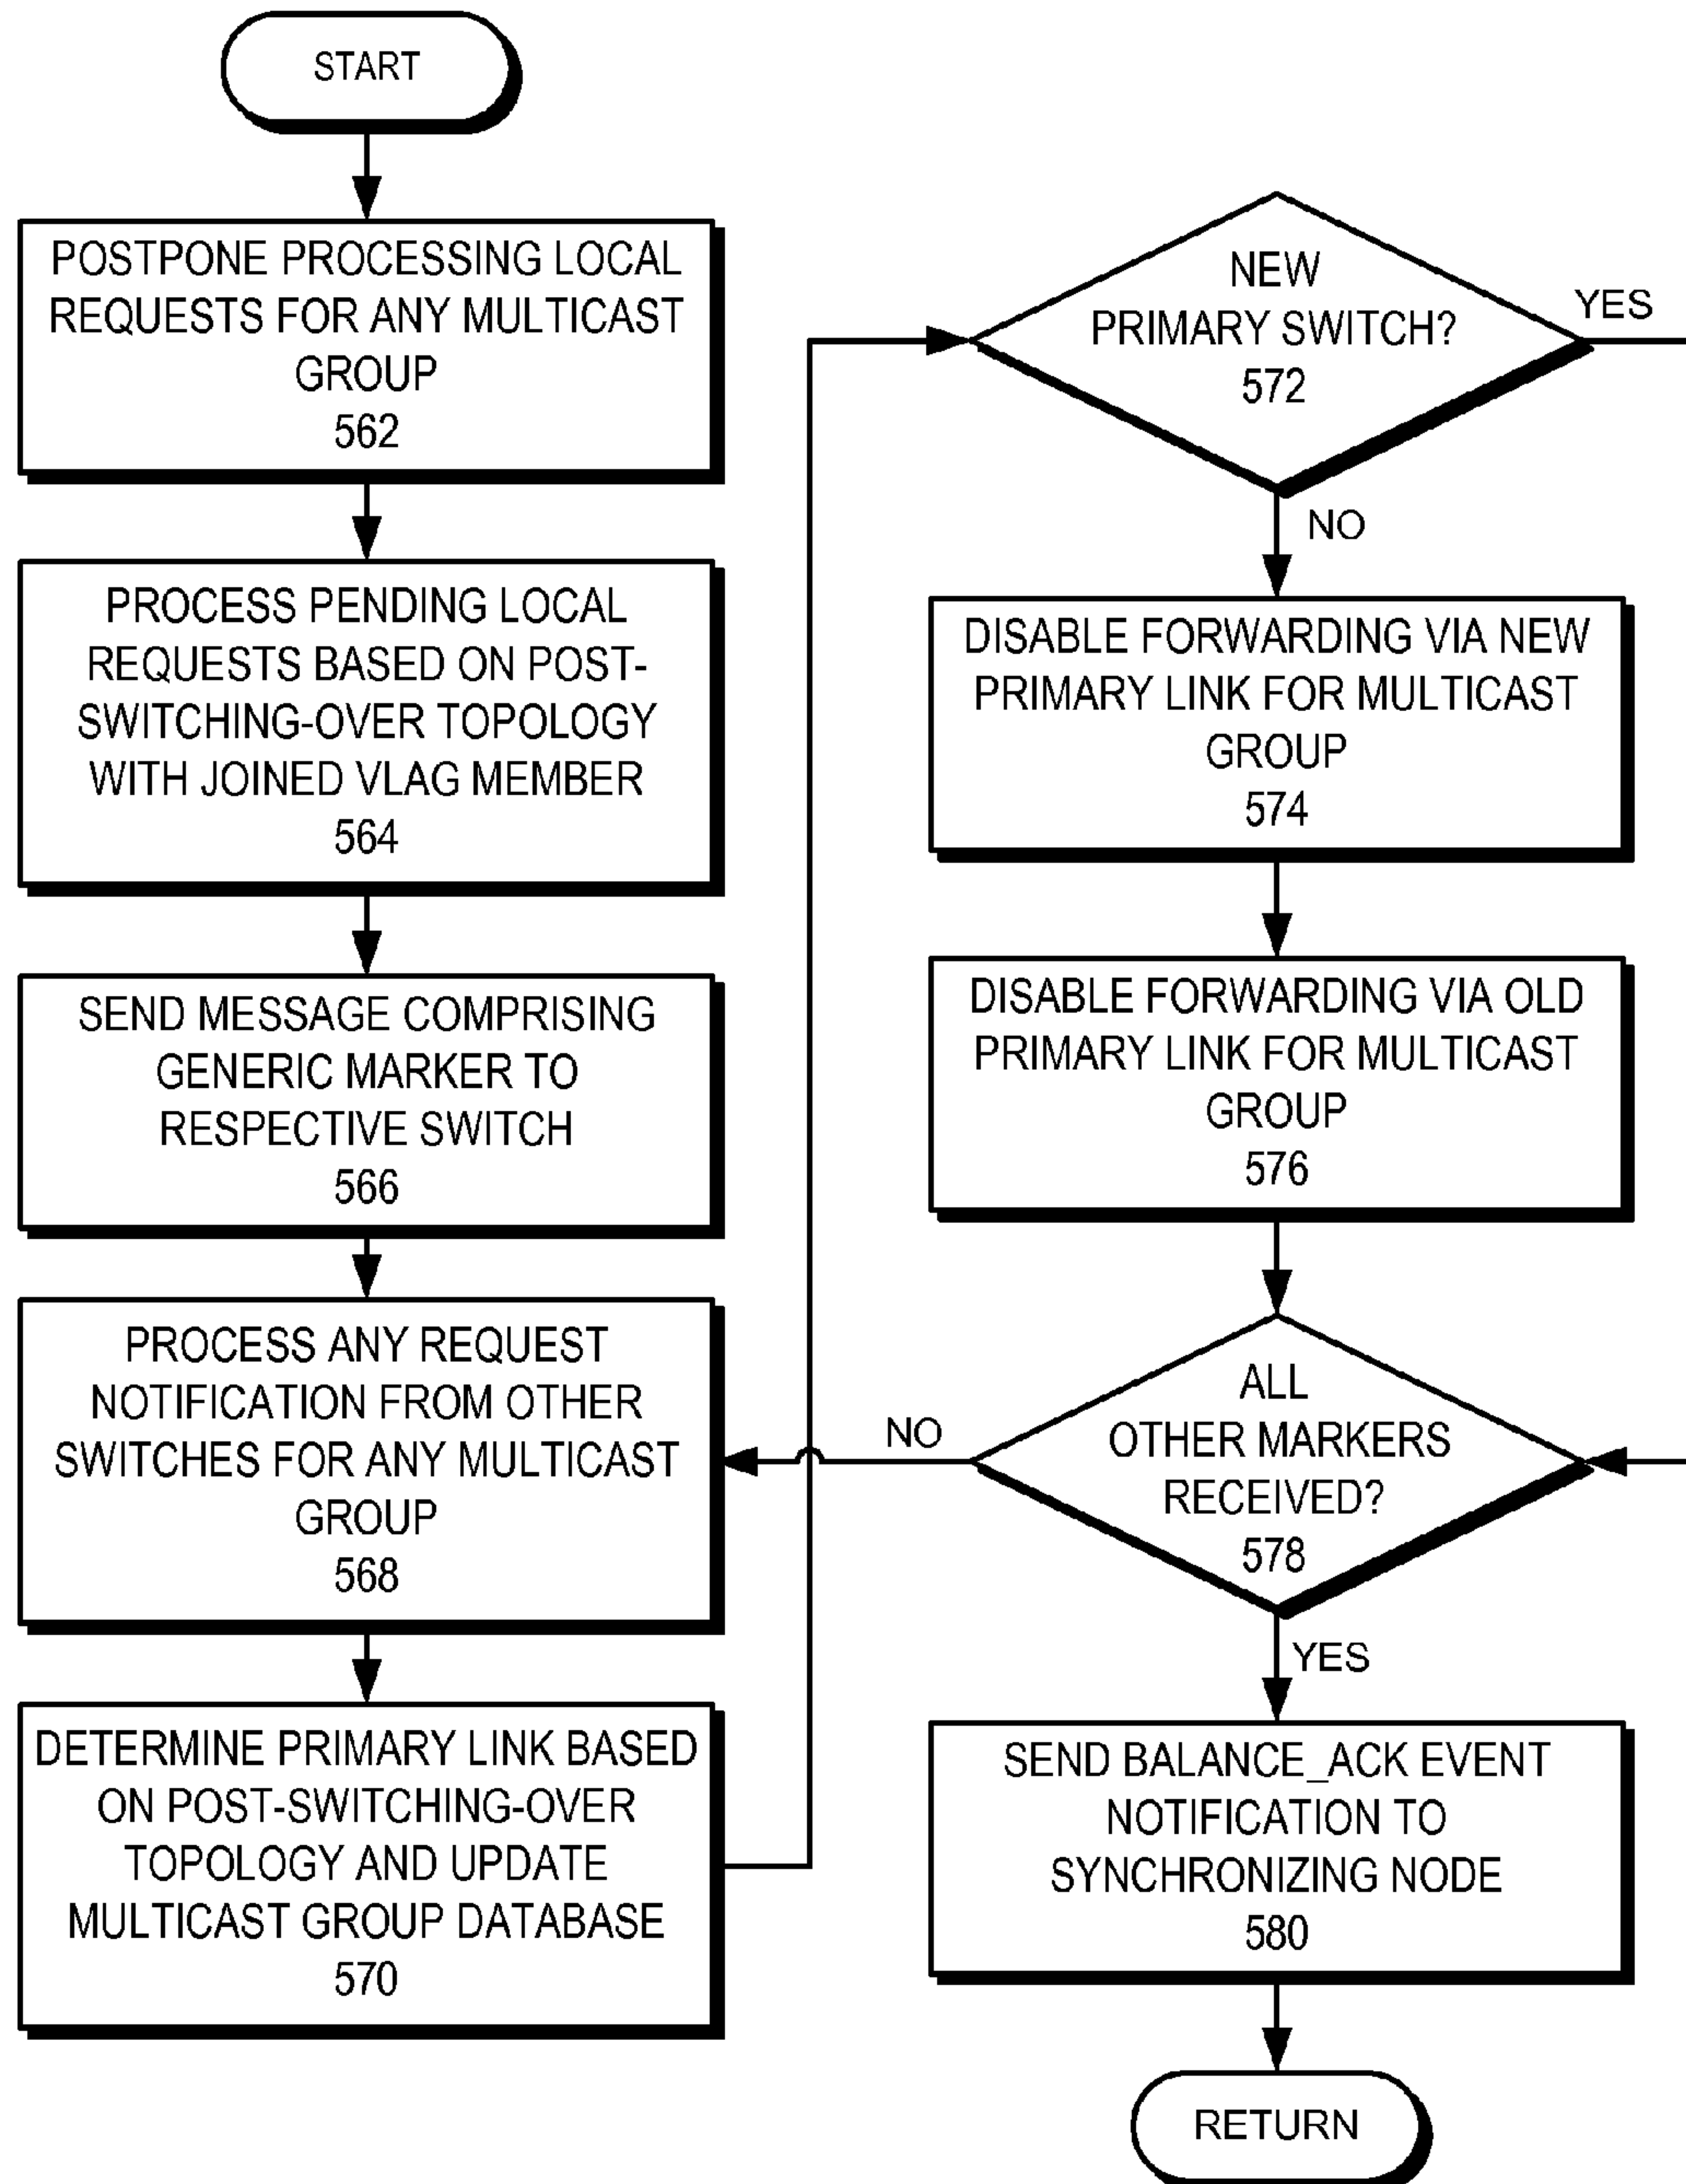 START
POSTPONE PROCESSING LOCAL
REQUESTS FOR ANY MULTICAST
GROUP
562
PROCESS PENDING LOCAL
REQUESTS BASED ON POST-
SWITCHING-OVER TOPOLOGY
WITH JOINED VLAG MEMBER
564
SEND MESSAGE COMPRISING
GENERIC MARKER TO
RESPECTIVE SWITCH
566
PROCESS ANY REQUEST
NOTIFICATION FROM OTHER
SWITCHES FOR ANY MULTICAST
GROUP
568
DETERMINE PRIMARY LINK BASED
ON POST-SWITCHING-OVER
TOPOLOGY AND UPDATE
MULTICAST GROUP DATABASE
570
NEW
PRIMARY SWITCH?
572
YES
NO
DISABLE FORWARDING VIA NEW
PRIMARY LINK FOR MULTICAST
GROUP
574
DISABLE FORWARDING VIA OLD
PRIMARY LINK FOR MULTICAST
GROUP
576
ALL
OTHER MARKERS
RECEIVED?
578
NO
YES
SEND BALANCE_ACK EVENT
NOTIFICATION TO
SYNCHRONIZING NODE
580
RETURN